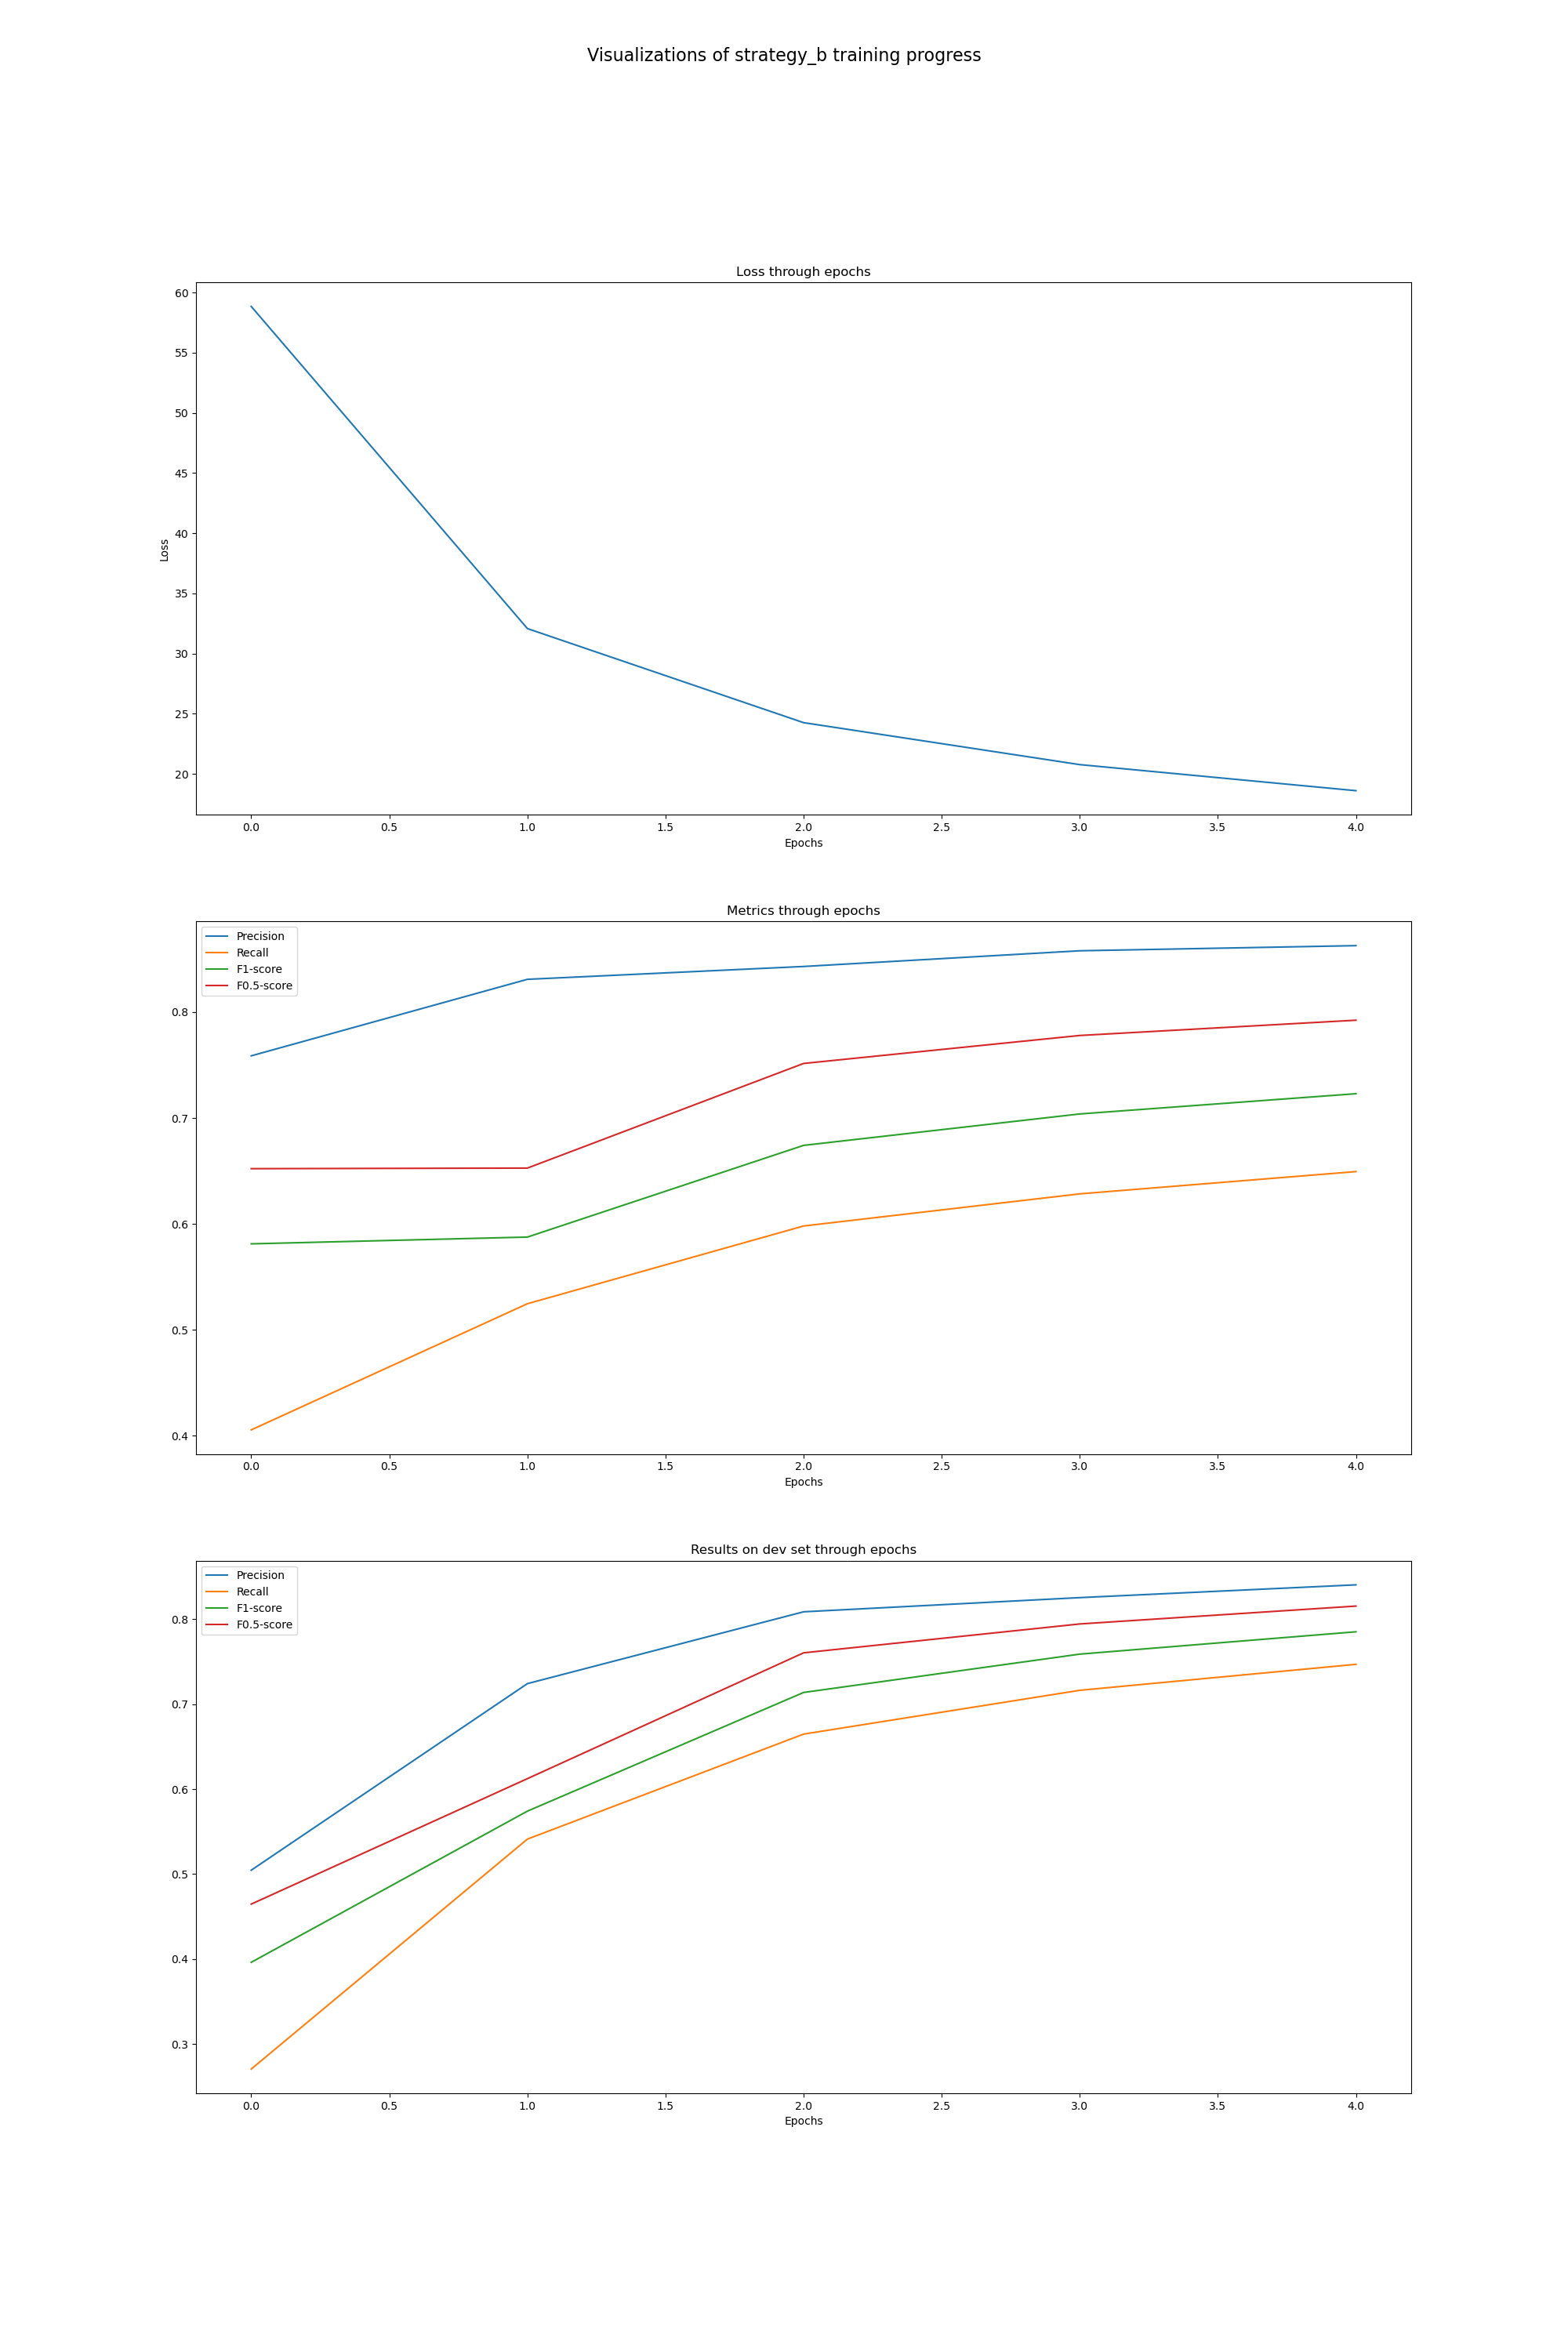 Visualizations of strategy_b training progress
Loss through epochs
60
55
50
45
40
35
30
25
20
Loss
0.0 0.5 1.0 1.5 2.0 2.5 3.0 3.5 4.0
Epochs
Metrics through epochs
Precision
Recall
F1-score
F0.5-score
0.8
0.7
0.6
0.5
0.4
0.0 0.5 1.0 1.5 2.0 2.5 3.0 3.5 4.0
Epochs
Results on dev set through epochs
Precision
Recall
F1-score
F0.5-score
0.8
0.7
0.6
0.5
0.4
0.3
0.0 0.5 1.0 1.5 2.0 2.5 3.0 3.5 4.0
Epochs